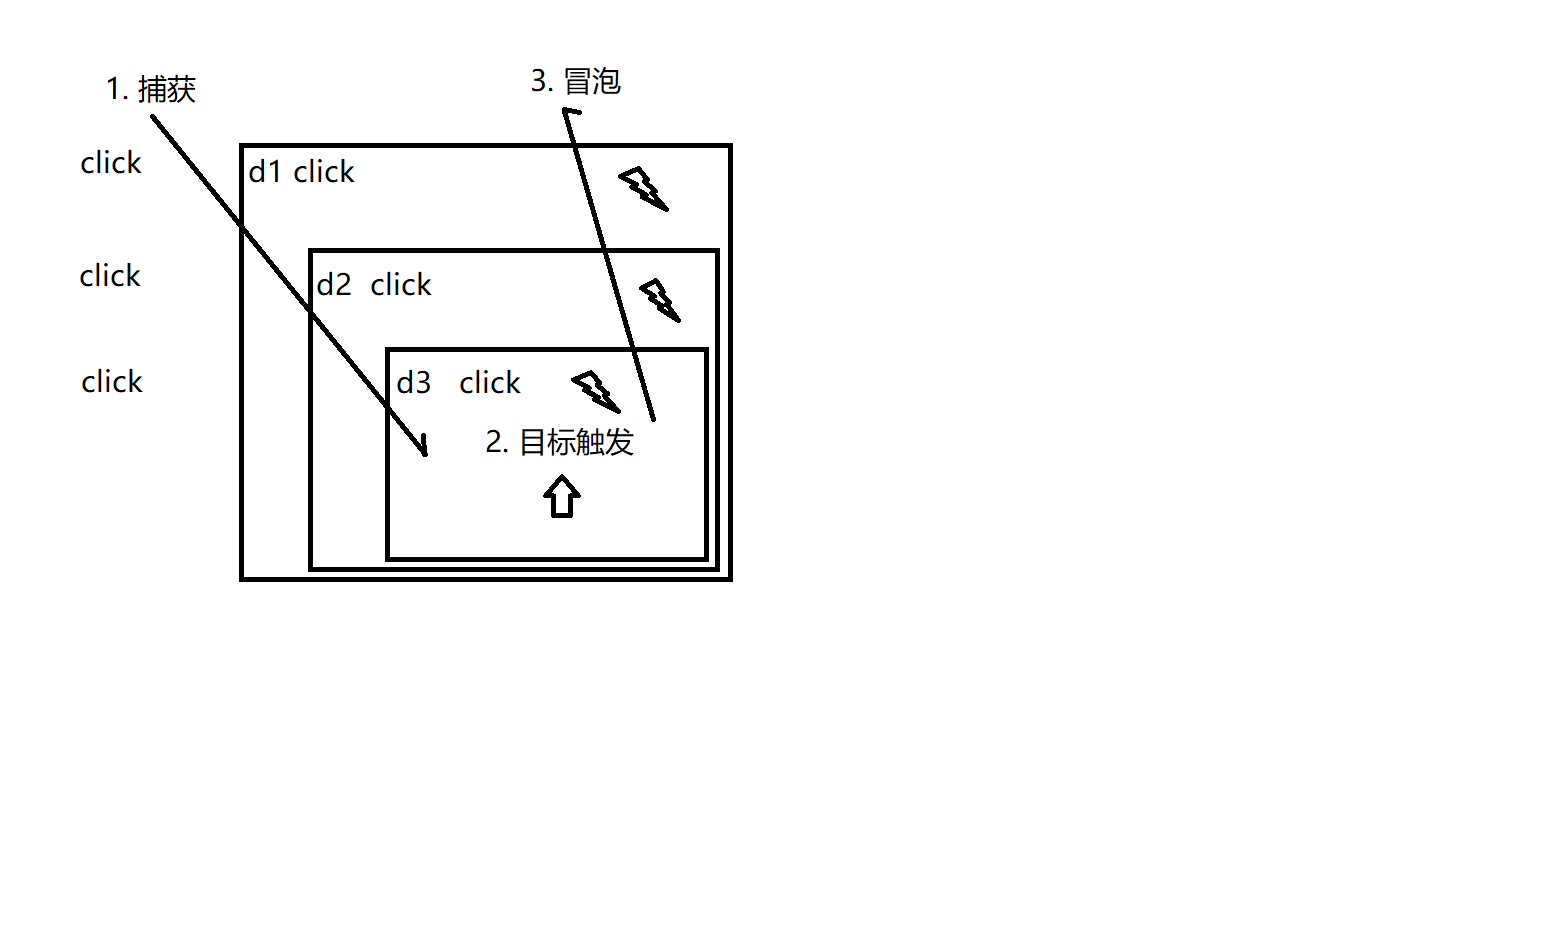 1. 捕获
3. 冒泡
click
d1 click
click
d2 click
click
d3 click
2. 目标触发